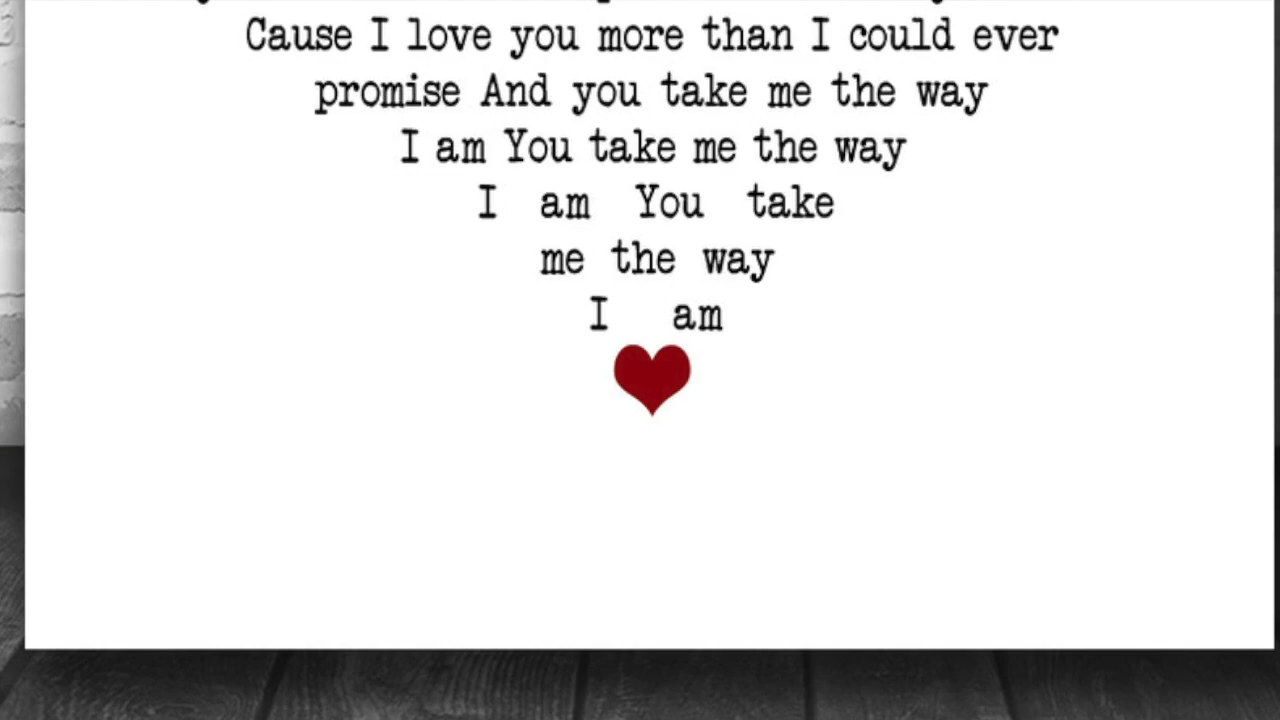 Cause I love you more than I could ever
promise And you take me the way
I am You take me the way
I am You take
me the way
I am